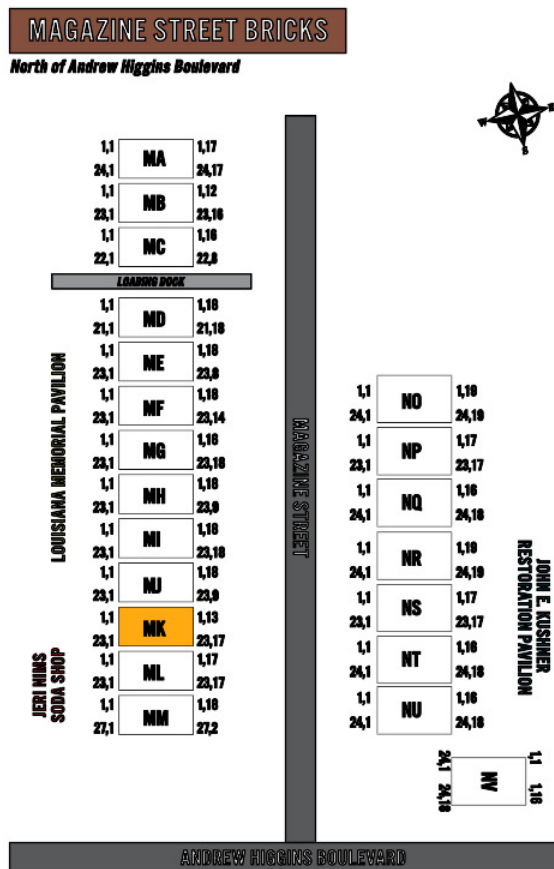 MAGAZINE STREET BRICKS
North of Andrew Higgins Boulevard
N
E
S
W
1,1 MA 1,17
24,1 24,17
1,1 MB 1,12
23,1 23,16
1,1 MC 1,16
22,1 22,8
LOADING DOCK
1,1 MD 1,18
21,1 21,18
1,1 ME 1,18
23,1 23,8
1,1 MF 1,18
23,1 23,14
1,1 MG 1,16
23,1 23,18
1,1 MH 1,18
23,1 23,9
1,1 MI 1,18
23,1 23,18
1,1 MJ 1,18
23,1 23,9
1,1 MK 1,13
23,1 23,17
1,1 ML 1,17
23,1 23,17
1,1 MM 1,18
27,1 27,2
LOUISIANA MEMORIAL PAVILION
JERI NIMS
SODA SHOP
MAGAZINE STREET
1,1 NO 1,19
24,1 24,19
1,1 NP 1,17
23,1 23,17
1,1 NQ 1,16
24,1 24,18
1,1 NR 1,19
24,1 24,19
1,1 NS 1,17
23,1 23,17
1,1 NT 1,16
24,1 24,18
1,1 NU 1,16
24,1 24,18
JOHN E. KUSHNER
RESTORATION PAVILION
24,1 NV 1,1
24,18 1,16
ANDREW HIGGINS BOULEVARD